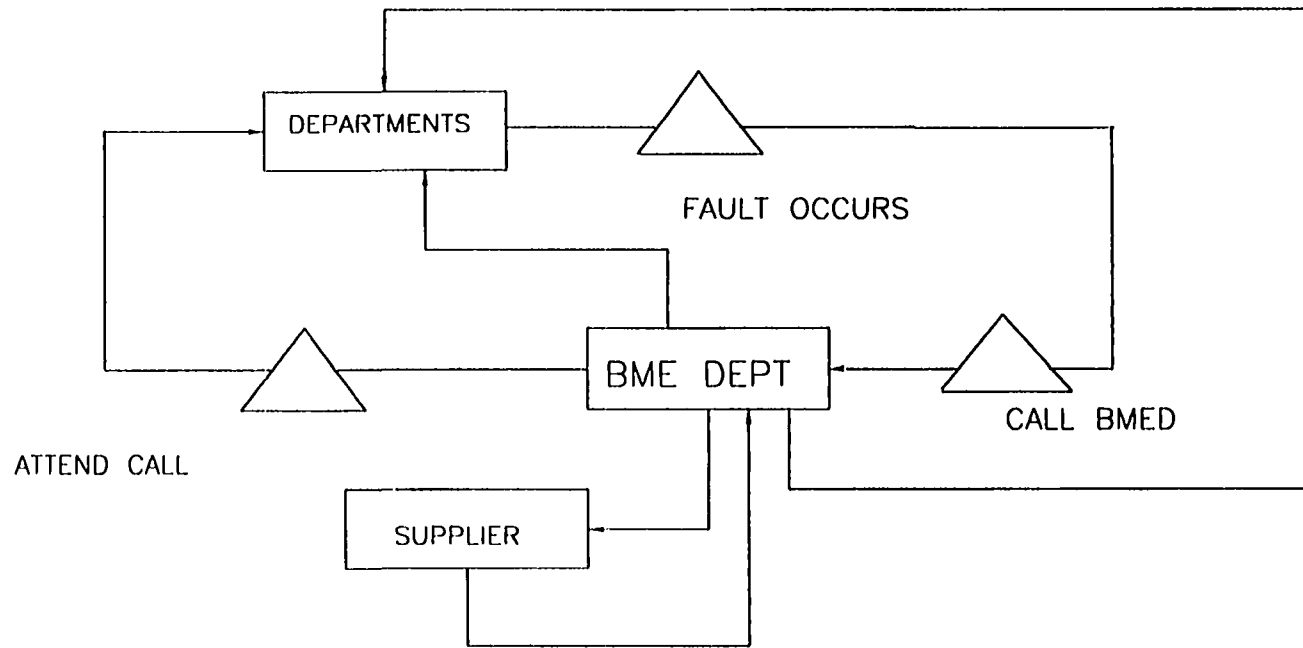 DEPARTMENTS
FAULT OCCURS
BME DEPT
CALL BMED
ATTEND CALL
SUPPLIER